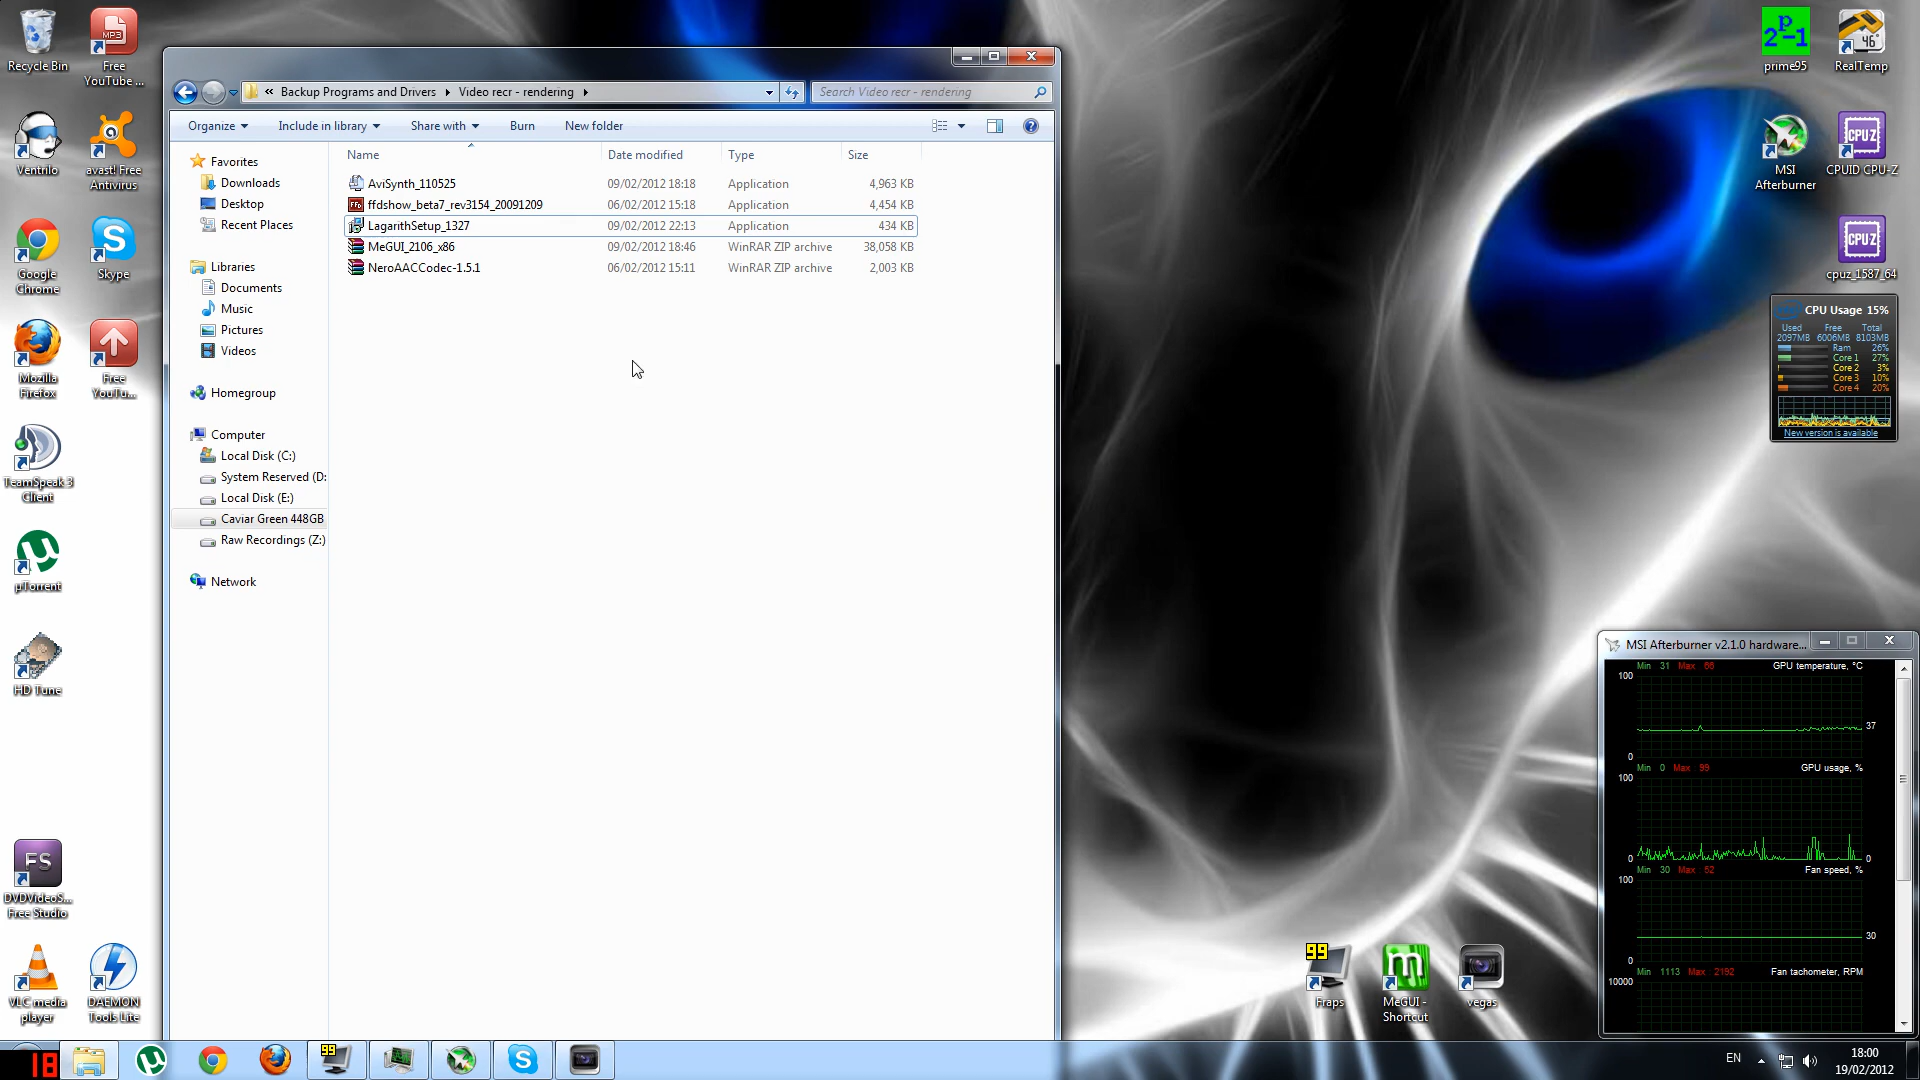 Recycle Bin
Free
YouTube ...
MP3
Ventrilo
avast! Free
Antivirus
Google
Chrome
Skype
Mozilla
Firefox
Free
YouTu...
TeamSpeak 3
Client
µTorrent
HD Tune
FS
DVDVideoS...
Free Studio
VLC media
player
DAEMON
Tools Lite
« Backup Programs and Drivers Video recr - rendering
Search Video recr - rendering
Organize Include in library Share with Burn New folder
Favorites
Downloads
Desktop
Recent Places
Libraries
Documents
Music
Pictures
Videos
Homegroup
Computer
Local Disk (C:)
System Reserved (D:
Local Disk (E:)
Caviar Green 448GB
Raw Recordings (Z:)
Network
Name Date modified Type Size
AviSynth_110525 09/02/2012 18:18 Application 4,963 KB
ffdshow_beta7_rev3154_20091209 06/02/2012 15:18 Application 4,454 KB
LagarithSetup_1327 09/02/2012 22:13 Application 434 KB
MeGUI_2106_x86 09/02/2012 18:46 WinRAR ZIP archive 38,058 KB
NeroAACCodec-1.5.1 06/02/2012 15:11 WinRAR ZIP archive 2,003 KB
prime95
RealTemp
46°
MSI
Afterburner
CPU-Z
CPUID CPU-Z
CPU-Z
cpuz_1587_64
CPU Usage 15%
Used Free Total
2097MB 6006MB 8103MB
Ram 26%
Core 1 27%
Core 2 3%
Core 3 10%
Core 4 20%
New version is available
MSI Afterburner v2.1.0 hardware...
Min 31 Max 66 GPU temperature, °C
100
37
0
Min 0 Max 99 GPU usage, %
100
0 0
Min 30 Max 52 Fan speed, %
100
30
0
Min 1113 Max 2192 Fan tachometer, RPM
10000
99
Fraps
MeGUI -
Shortcut
vegas
18
99
EN
18:00
19/02/2012